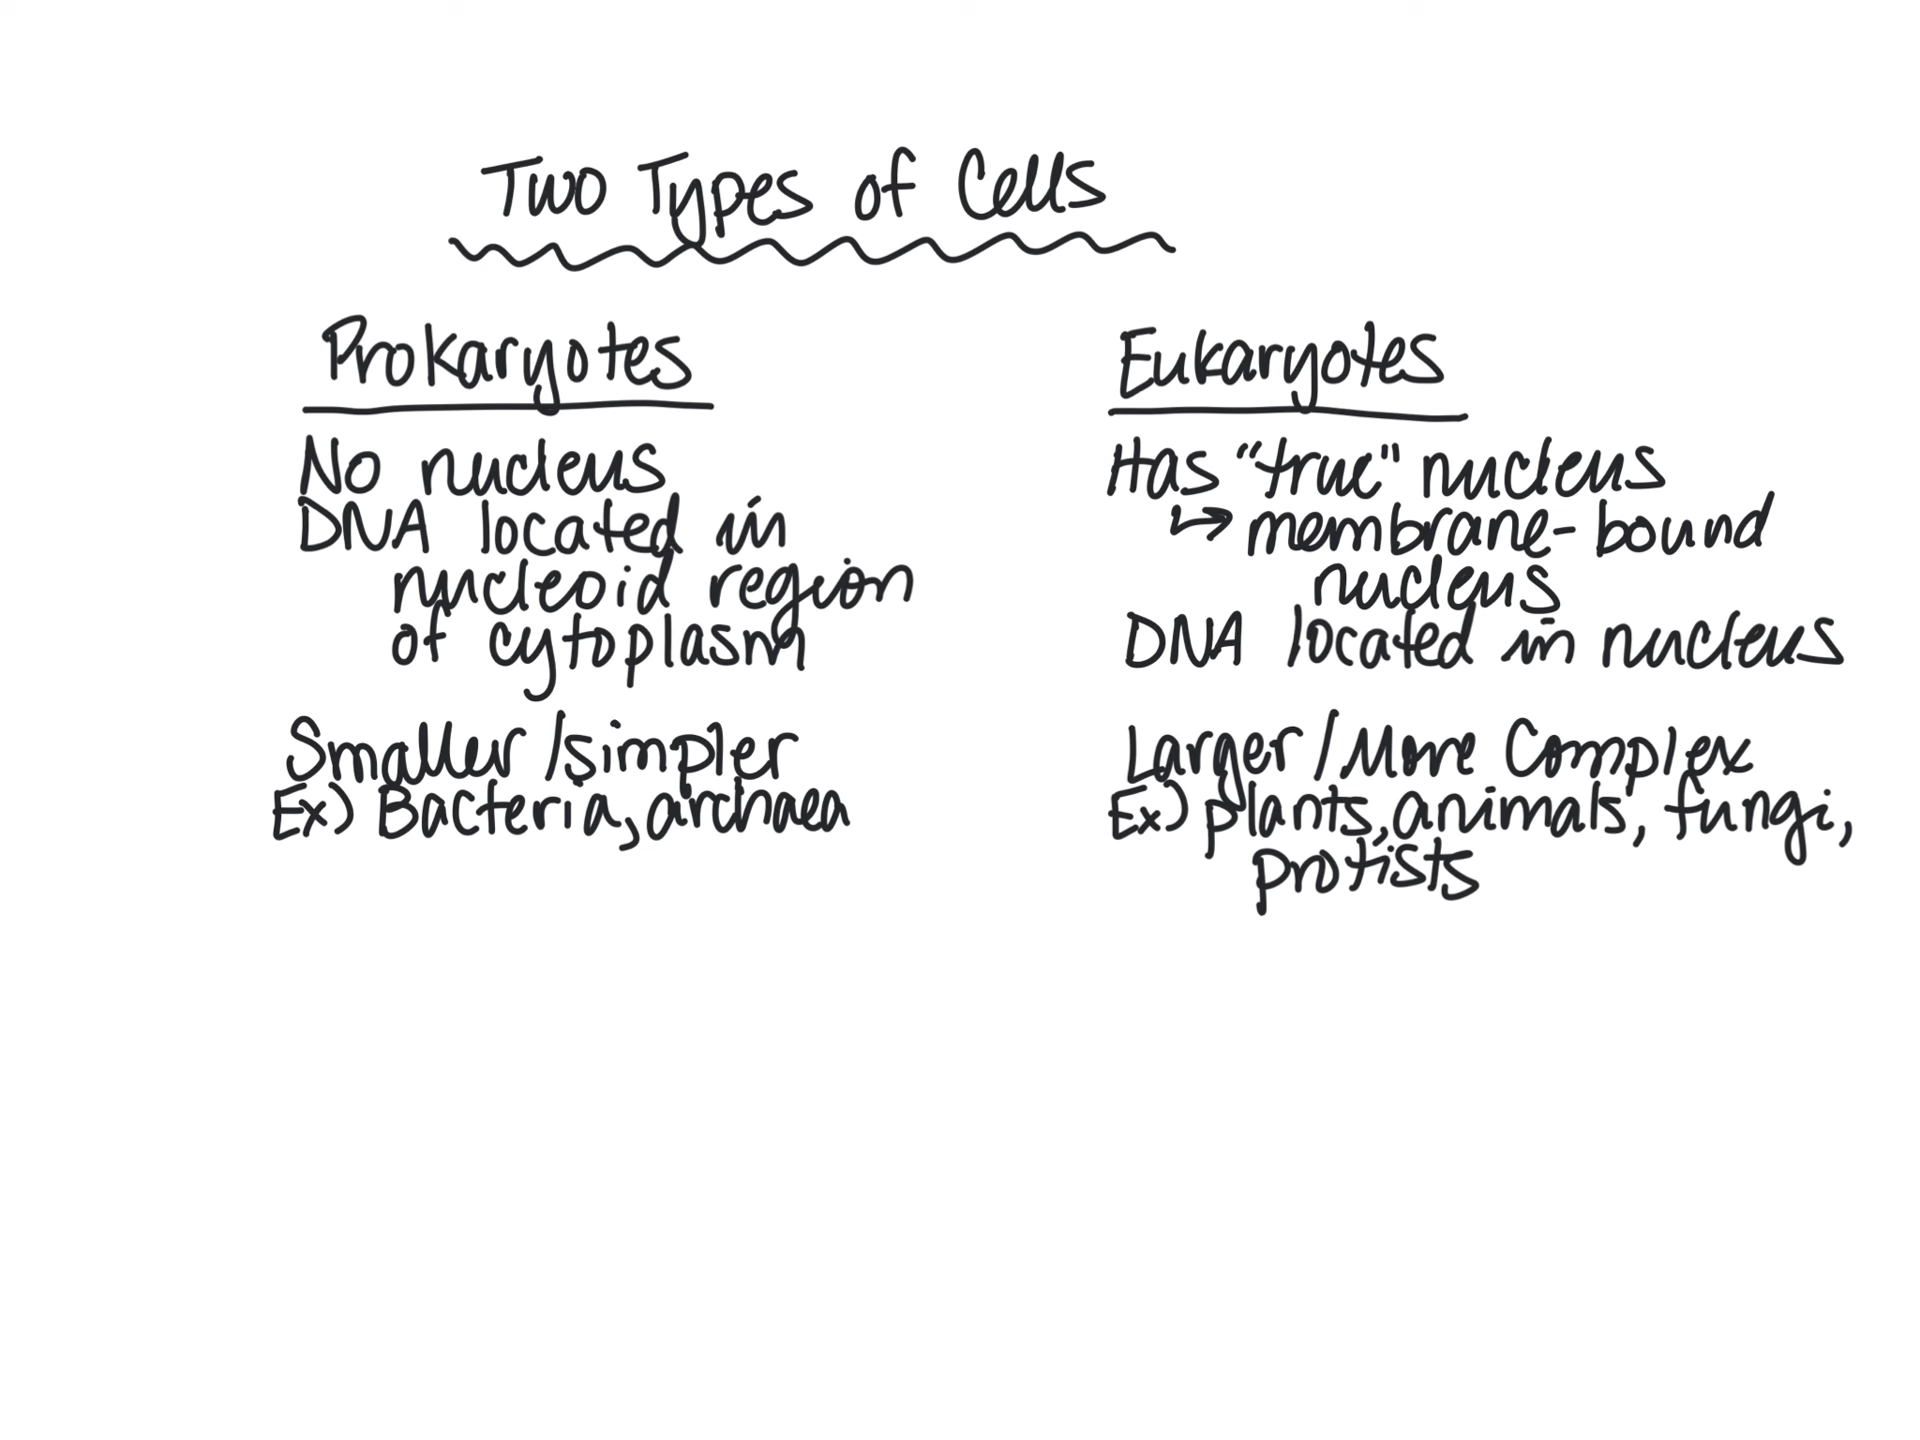 Two Types of Cells
Prokaryotes
No nucleus
DNA located in
nucleoid region
of cytoplasm
Smaller/simpler
Ex) Bacteria, archaea
Eukaryotes
Has "true" nucleus
↳ membrane-bound
nucleus
DNA located in nucleus
Larger/More Complex
Ex) plants, animals, fungi,
protists